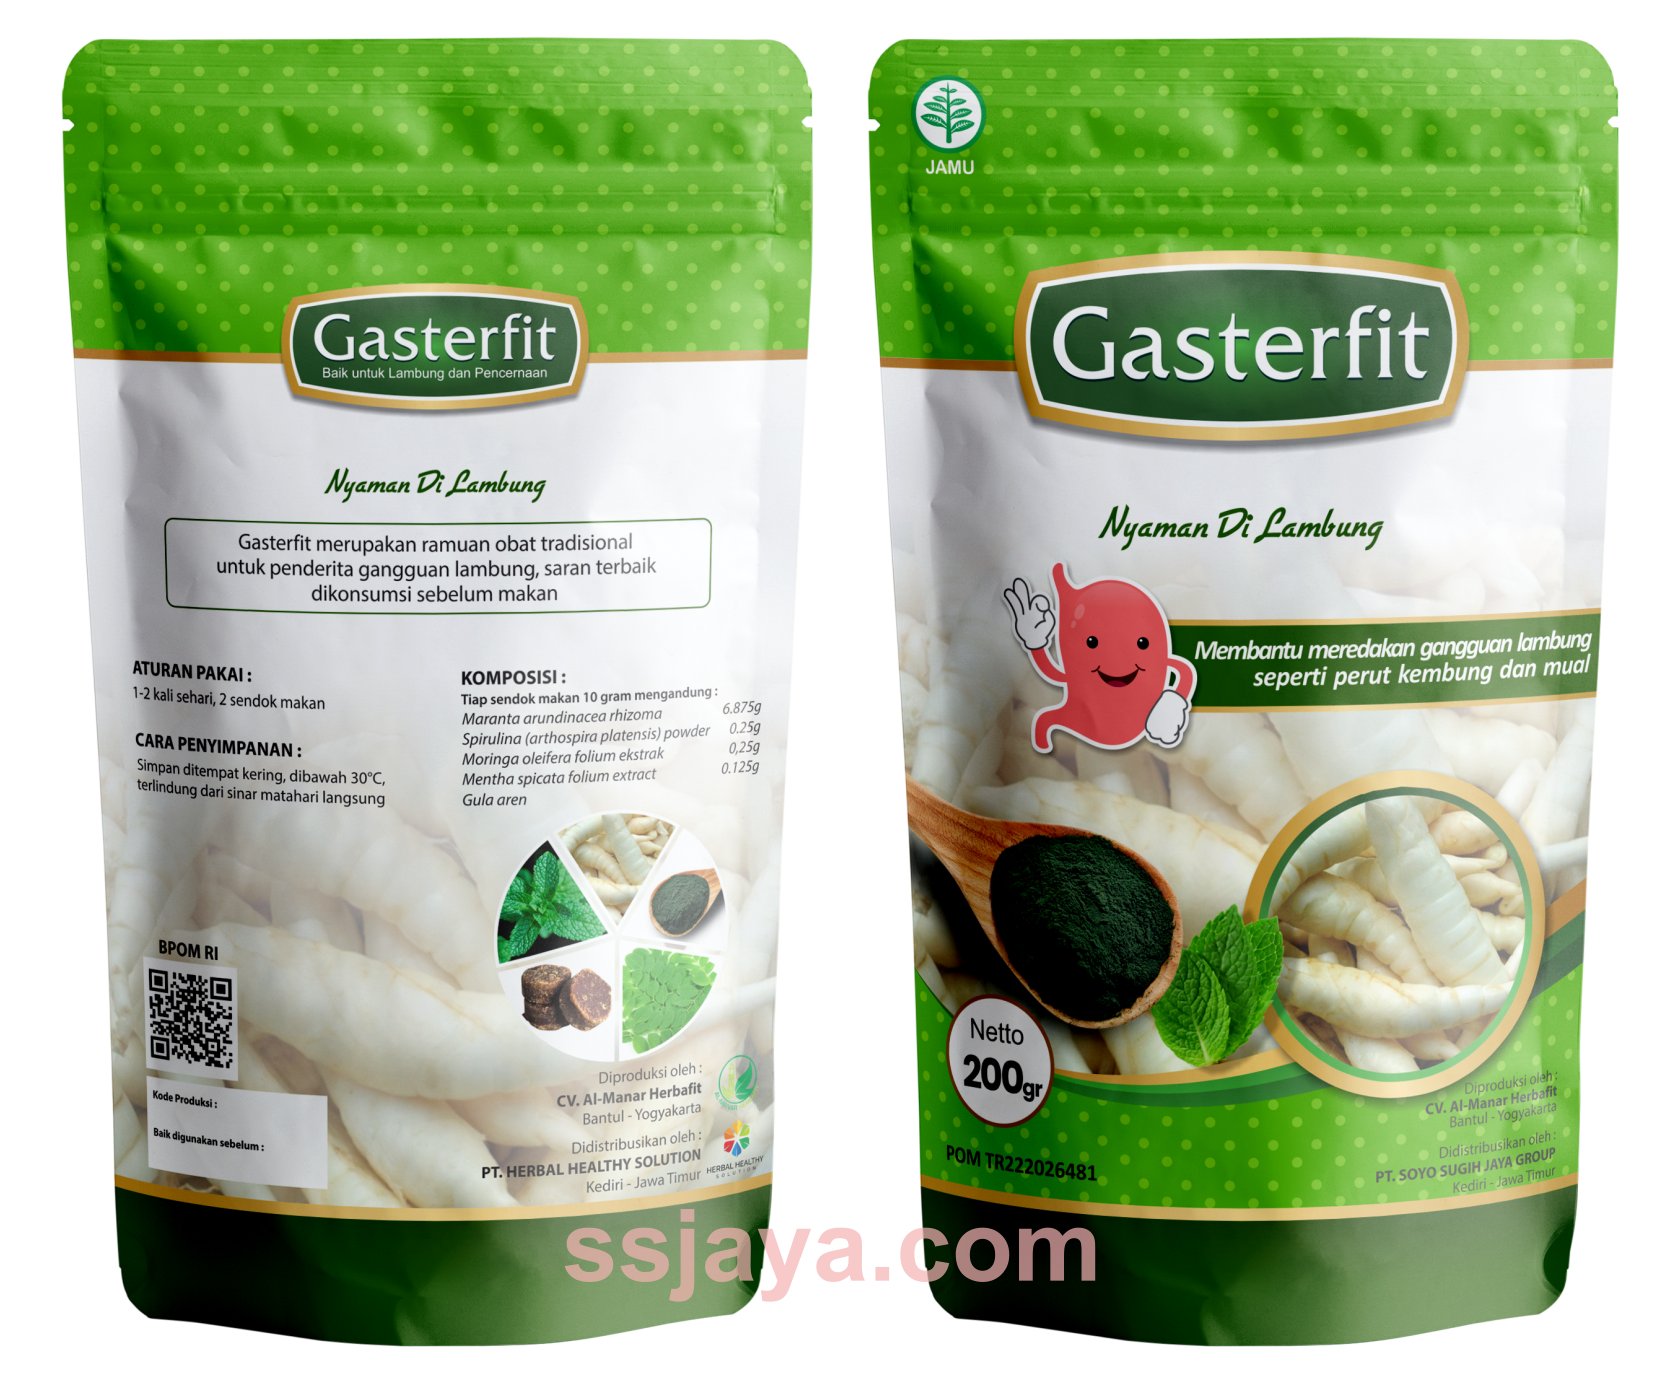 Gasterfit
Baik untuk Lambung dan Pencernaan
Nyaman Di Lambung
Gasterfit merupakan ramuan obat tradisional
untuk penderita gangguan lambung, saran terbaik
dikonsumsi sebelum makan
ATURAN PAKAI :
1-2 kali sehari, 2 sendok makan
CARA PENYIMPANAN :
Simpan ditempat kering, dibawah 30°C,
terlindung dari sinar matahari langsung
KOMPOSISI :
Tiap sendok makan 10 gram mengandung :
Maranta arundinacea rhizoma 6.875g
Spirulina (arthospira platensis) powder 0.25g
Moringa oleifera folium ekstrak 0,25g
Mentha spicata folium extract 0.125g
Gula aren
BPOM RI
Kode Produksi :
Baik digunakan sebelum :
Diproduksi oleh :
CV. Al-Manar Herbafit
Bantul - Yogyakarta
Didistribusikan oleh :
PT. HERBAL HEALTHY SOLUTION
Kediri - Jawa Timur
HERBAL HEALTHY
SOLUTION
JAMU
Gasterfit
Nyaman Di Lambung
Membantu meredakan gangguan lambung
seperti perut kembung dan mual
Netto
200gr
POM TR222026481
Diproduksi oleh :
CV. Al-Manar Herbafit
Bantul - Yogyakarta
Didistribusikan oleh :
PT. SOYO SUGIH JAYA GROUP
Kediri - Jawa Timur
ssjaya.com